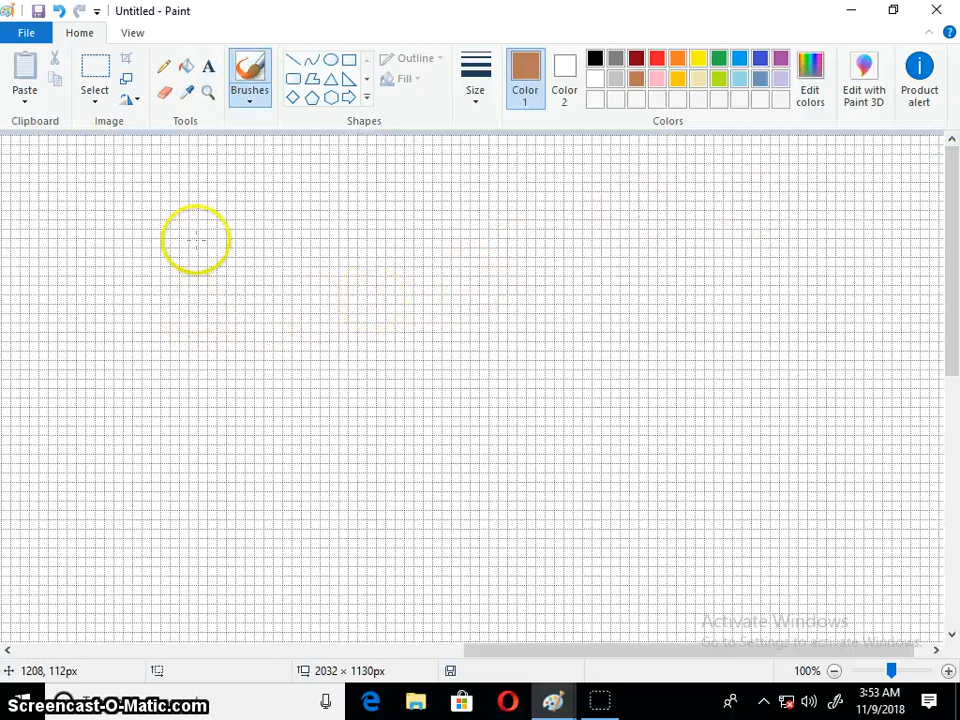 Untitled - Paint
File
Home
View
Paste
Select
Brushes
Outline
Fill
Size
Color
1
Color
2
Edit
colors
Edit with
Paint 3D
Product
alert
Clipboard
Image
Tools
Shapes
Colors
Activate Windows
Go to Settings to activate Windows.
1208, 112px
2032 × 1130px
100%
Screencast-O-Matic.com
3:53 AM
11/9/2018